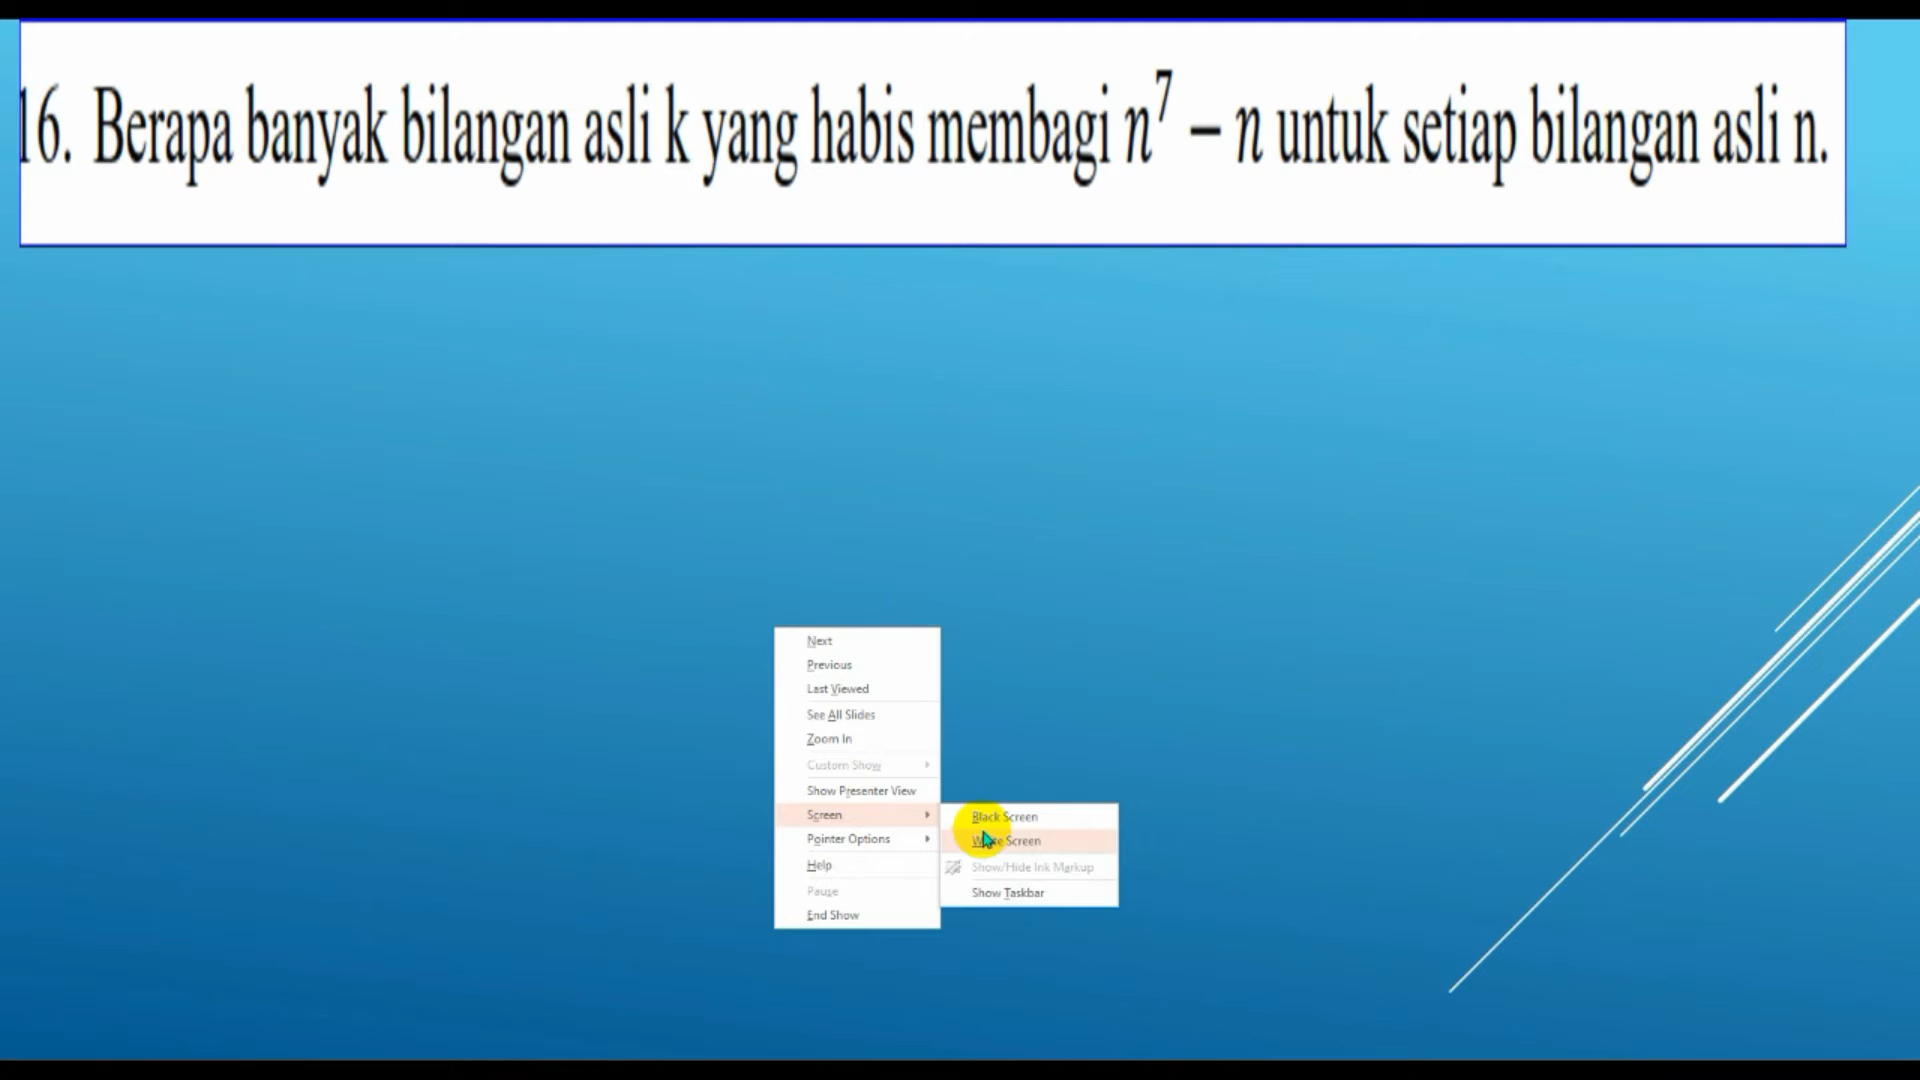 16. Berapa banyak bilangan asli k yang habis membagi n⁷ − n untuk setiap bilangan asli n.
Next
Previous
Last Viewed
See All Slides
Zoom In
Custom Show
Show Presenter View
Screen
Pointer Options
Help
Pause
End Show
Black Screen
White Screen
Show/Hide Ink Markup
Show Taskbar